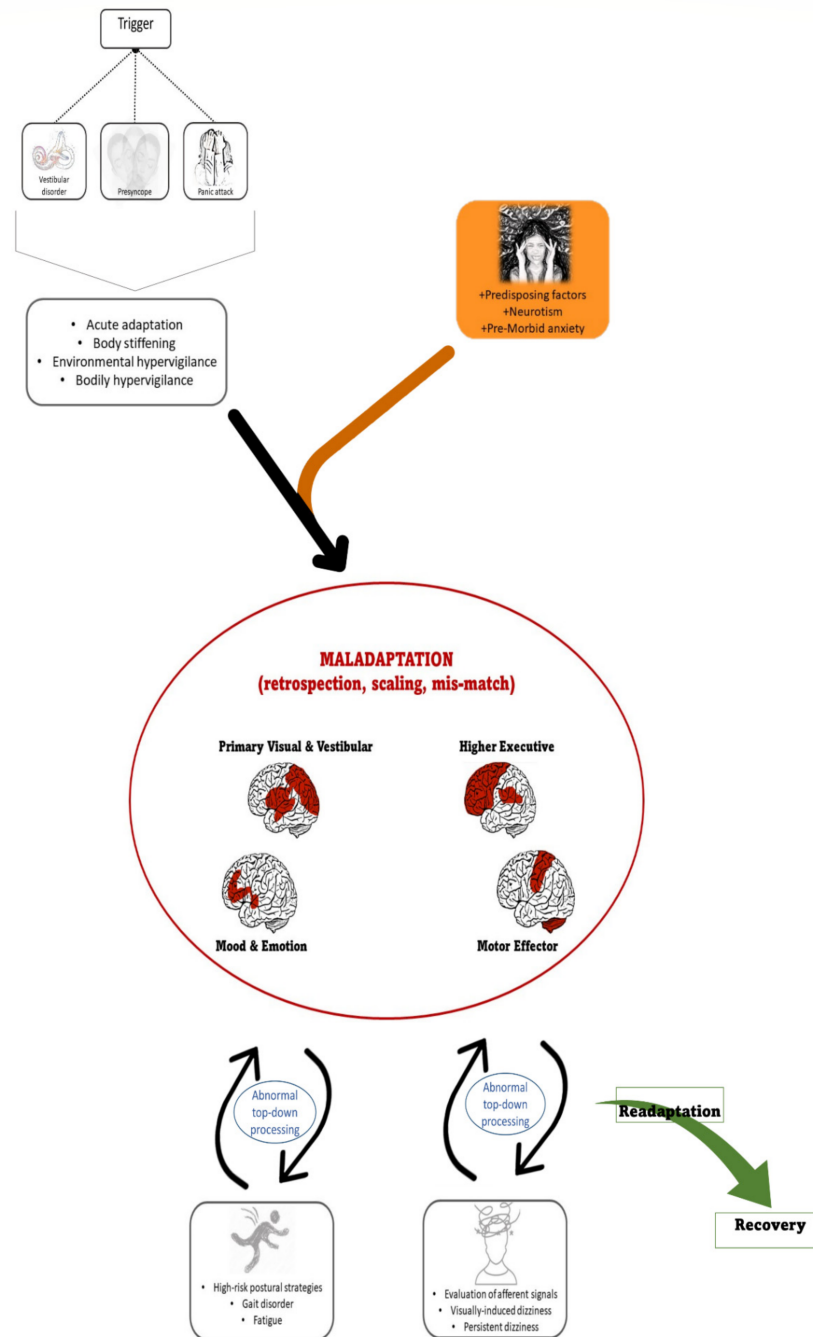 Trigger
Vestibular
disorder
Presyncope
Panic attack
+Predisposing factors
+Neurotism
+Pre-Morbid anxiety
• Acute adaptation
• Body stiffening
• Environmental hypervigilance
• Bodily hypervigilance
MALADAPTATION
(retrospection, scaling, mis-match)
Primary Visual & Vestibular
Higher Executive
Mood & Emotion
Motor Effector
Abnormal
top-down
processing
Abnormal
top-down
processing
Readaptation
Recovery
• High-risk postural strategies
• Gait disorder
• Fatigue
• Evaluation of afferent signals
• Visually-induced dizziness
• Persistent dizziness